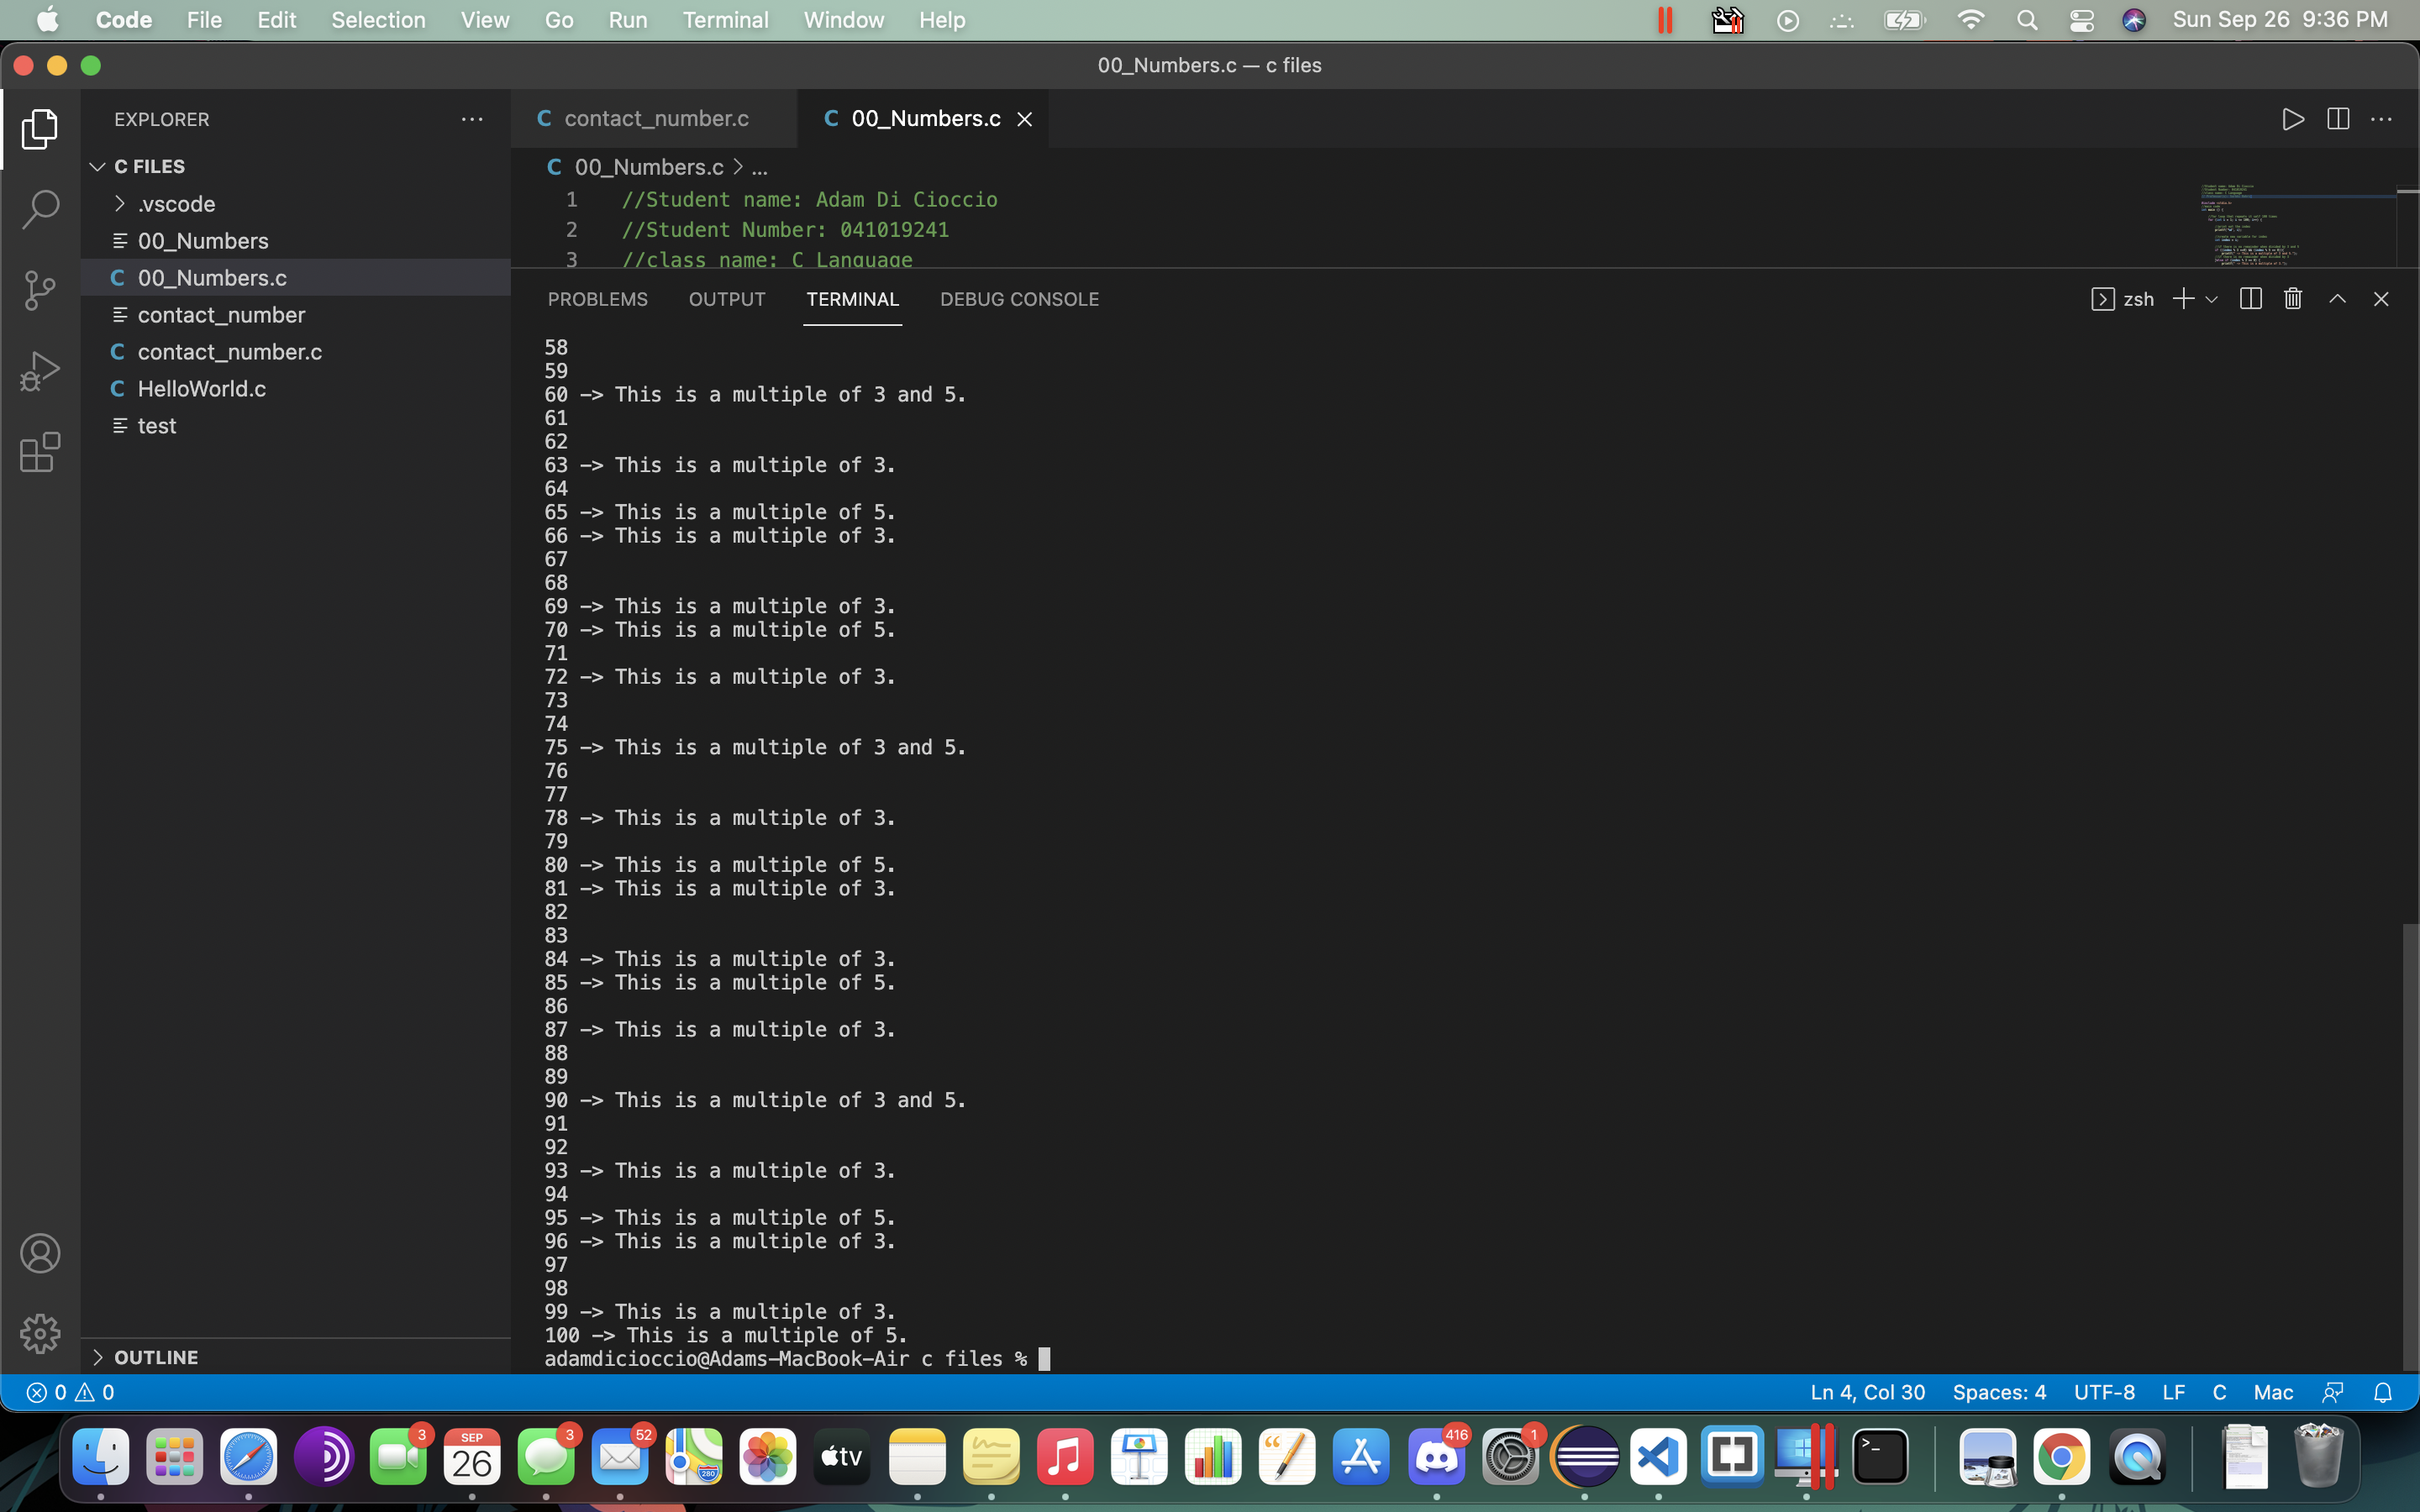 Code File Edit Selection View Go Run Terminal Window Help Sun Sep 26 9:36 PM
00_Numbers.c — c files
EXPLORER
C FILES
.vscode
00_Numbers
C 00_Numbers.c
contact_number
C contact_number.c
C HelloWorld.c
test
OUTLINE
C contact_number.c C 00_Numbers.c
C 00_Numbers.c > ...
1 //Student name: Adam Di Cioccio
2 //Student Number: 041019241
3 //class name: C Language
PROBLEMS OUTPUT TERMINAL DEBUG CONSOLE zsh
58
59
60 -> This is a multiple of 3 and 5.
61
62
63 -> This is a multiple of 3.
64
65 -> This is a multiple of 5.
66 -> This is a multiple of 3.
67
68
69 -> This is a multiple of 3.
70 -> This is a multiple of 5.
71
72 -> This is a multiple of 3.
73
74
75 -> This is a multiple of 3 and 5.
76
77
78 -> This is a multiple of 3.
79
80 -> This is a multiple of 5.
81 -> This is a multiple of 3.
82
83
84 -> This is a multiple of 3.
85 -> This is a multiple of 5.
86
87 -> This is a multiple of 3.
88
89
90 -> This is a multiple of 3 and 5.
91
92
93 -> This is a multiple of 3.
94
95 -> This is a multiple of 5.
96 -> This is a multiple of 3.
97
98
99 -> This is a multiple of 3.
100 -> This is a multiple of 5.
adamdicioccio@Adams-MacBook-Air c files %
0 0 Ln 4, Col 30 Spaces: 4 UTF-8 LF C Mac
3 SEP 26 3 52 280 tv 416 1 >_